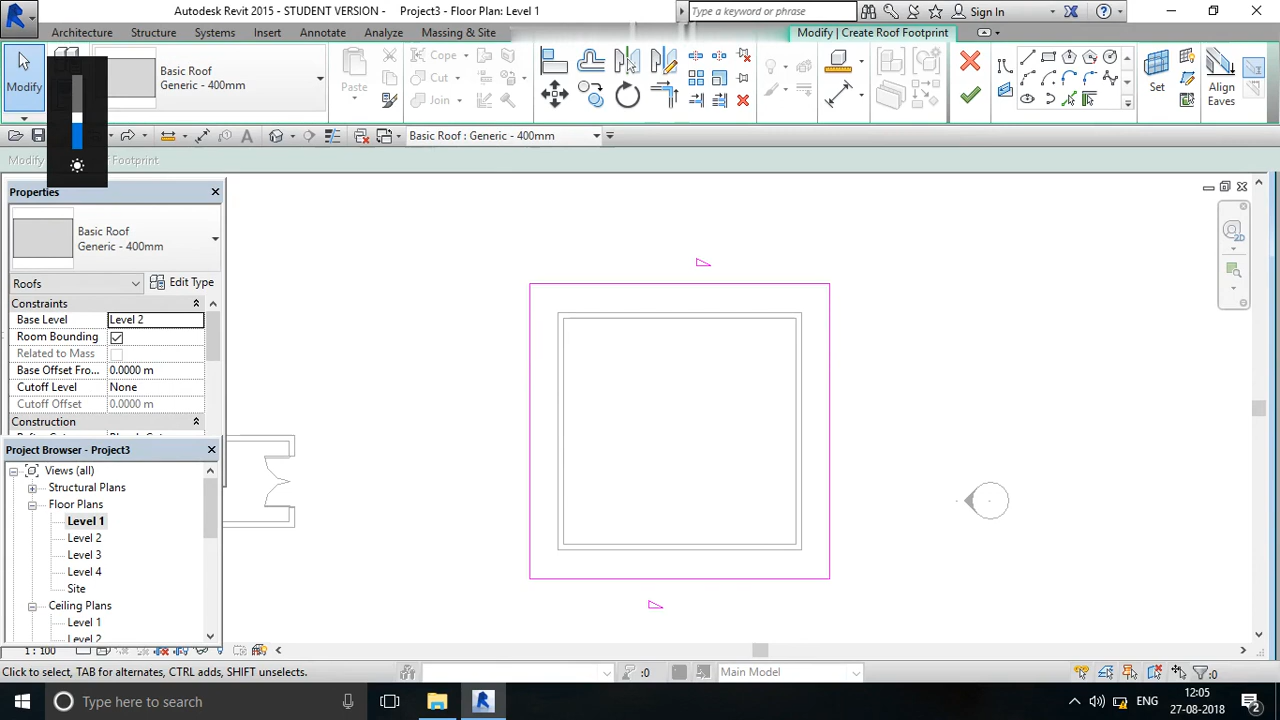 Autodesk Revit 2015 - STUDENT VERSION - Project3 - Floor Plan: Level 1
Type a keyword or phrase
Sign In
Architecture Structure Systems Insert Annotate Analyze Massing & Site
Modify | Create Roof Footprint
Modify
Basic Roof
Generic - 400mm
Paste
Cope
Cut
Join
Set
Align
Eaves
Basic Roof : Generic - 400mm
Footprint
Properties
Basic Roof
Generic - 400mm
Roofs
Edit Type
Constraints
Base Level Level 2
Room Bounding
Related to Mass
Base Offset Fro... 0.0000 m
Cutoff Level None
Cutoff Offset 0.0000 m
Construction
Project Browser - Project3
Views (all)
Structural Plans
Floor Plans
Level 1
Level 2
Level 3
Level 4
Site
Ceiling Plans
Level 1
Level 2
1 : 100
Click to select, TAB for alternates, CTRL adds, SHIFT unselects.
:0
Main Model
:0
Type here to search
ENG
12:05
27-08-2018
2
2D